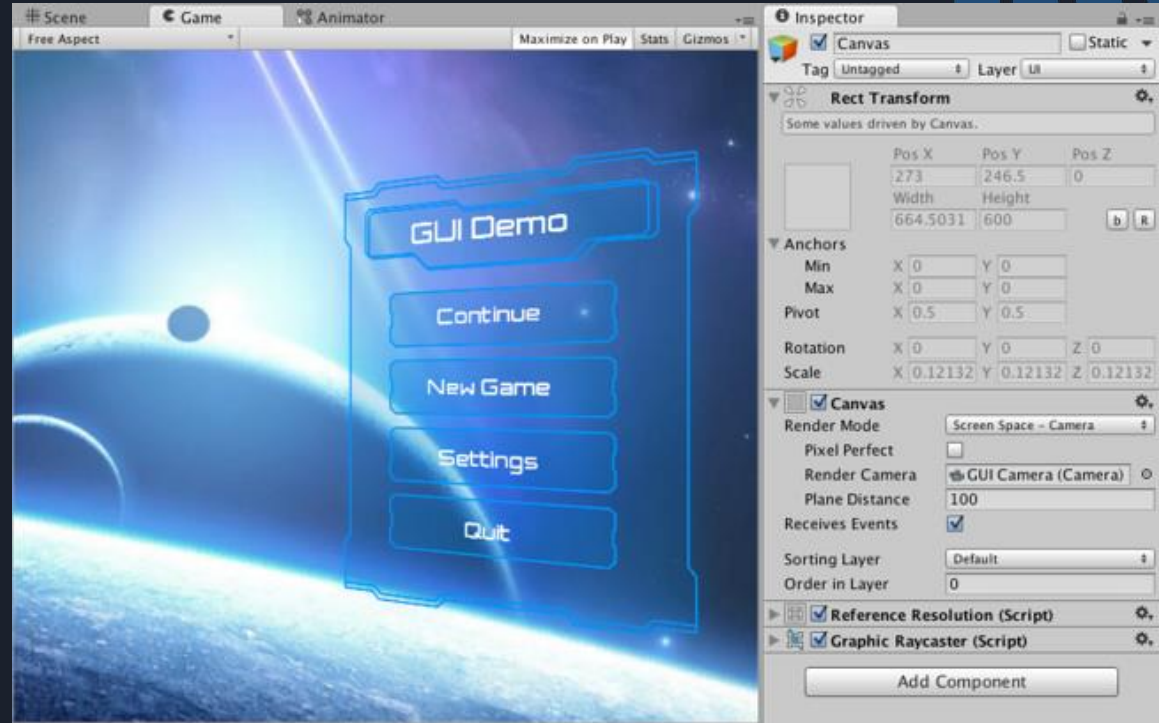 Scene Game Animator
Free Aspect Maximize on Play Stats Gizmos
GUI Demo
Continue
New Game
Settings
Quit
Inspector
Canvas Static
Tag Untagged Layer UI
Rect Transform
Some values driven by Canvas.
Pos X Pos Y Pos Z
273 246.5 0
Width Height
664.5031 600 b R
Anchors
Min X 0 Y 0
Max X 0 Y 0
Pivot X 0.5 Y 0.5
Rotation X 0 Y 0 Z 0
Scale X 0.12132 Y 0.12132 Z 0.12132
Canvas
Render Mode Screen Space - Camera
Pixel Perfect
Render Camera GUI Camera (Camera)
Plane Distance 100
Receives Events
Sorting Layer Default
Order in Layer 0
Reference Resolution (Script)
Graphic Raycaster (Script)
Add Component